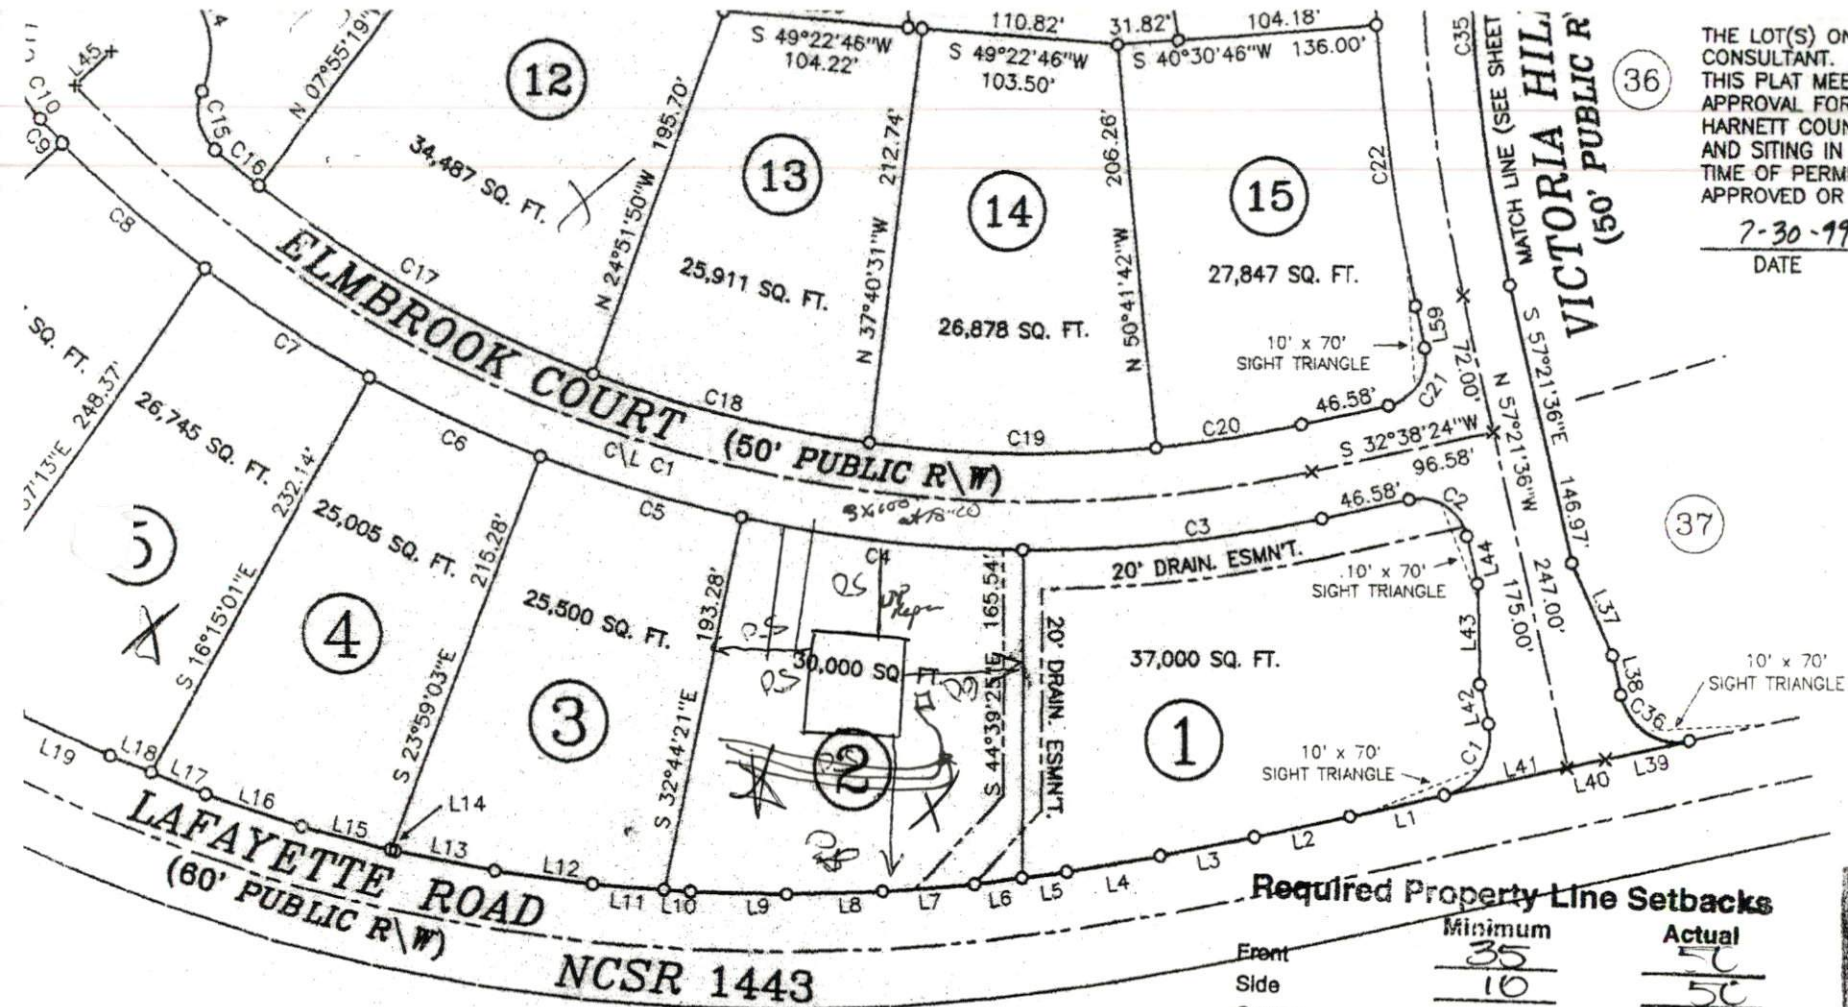 110.82'
31.82'
104.18'
S 49°22'46"W
104.22'
S 49°22'46"W
103.50'
S 40°30'46"W 136.00'
L45
C10
C9
C15
C16
C8
N 07°55'19"
12
34,487 SQ. FT.
N 24°51'50"W 195.70'
13
25,911 SQ. FT.
N 37°40'31"W 212.74'
14
26,878 SQ. FT.
N 50°41'42"W 206.26'
15
27,847 SQ. FT.
C22
C35
MATCH LINE (SEE SHEET
VICTORIA HIL
(50' PUBLIC R
36
THE LOT(S) ON
CONSULTANT.
THIS PLAT MEE
APPROVAL FOR
HARNETT COUN
AND SITING IN
TIME OF PERM
APPROVED OR
7-30-99
DATE
C17
ELMBROOK COURT (50' PUBLIC R\W)
C18
C19
C20
46.58'
C21
L59
10' x 70'
SIGHT TRIANGLE
72.00'
S 32°38'24"W
96.58'
N 57°21'36"W
S 57°21'36"E 146.97'
C7
C6
C\L C1
C5
C4
C3
46.58'
C2
20' DRAIN. ESMN'T.
10' x 70'
SIGHT TRIANGLE
L44
L43
L42
C1
175.00'
247.00'
37
L37
L38
C36
10' x 70'
SIGHT TRIANGLE
SQ. FT.
37'13"E 248.37'
26,745 SQ. FT.
5
S 16°15'01"E 232.14'
25,005 SQ. FT.
4
S 23°59'03"E 215.28'
25,500 SQ. FT.
3
S 32°44'21"E 193.28'
30,000 SQ FT.
2
S 44°39'25"E 165.54'
20' DRAIN. ESMN'T.
37,000 SQ. FT.
1
10' x 70'
SIGHT TRIANGLE
L19
L18
L17
L16
L15
L14
L13
L12
L11
L10
L9
L8
L7
L6
L5
L4
L3
L2
L1
L41
L40
L39
LAFAYETTE ROAD
(60' PUBLIC R\W)
NCSR 1443
Required Property Line Setbacks
Minimum Actual
Front 35 50
Side 10 50